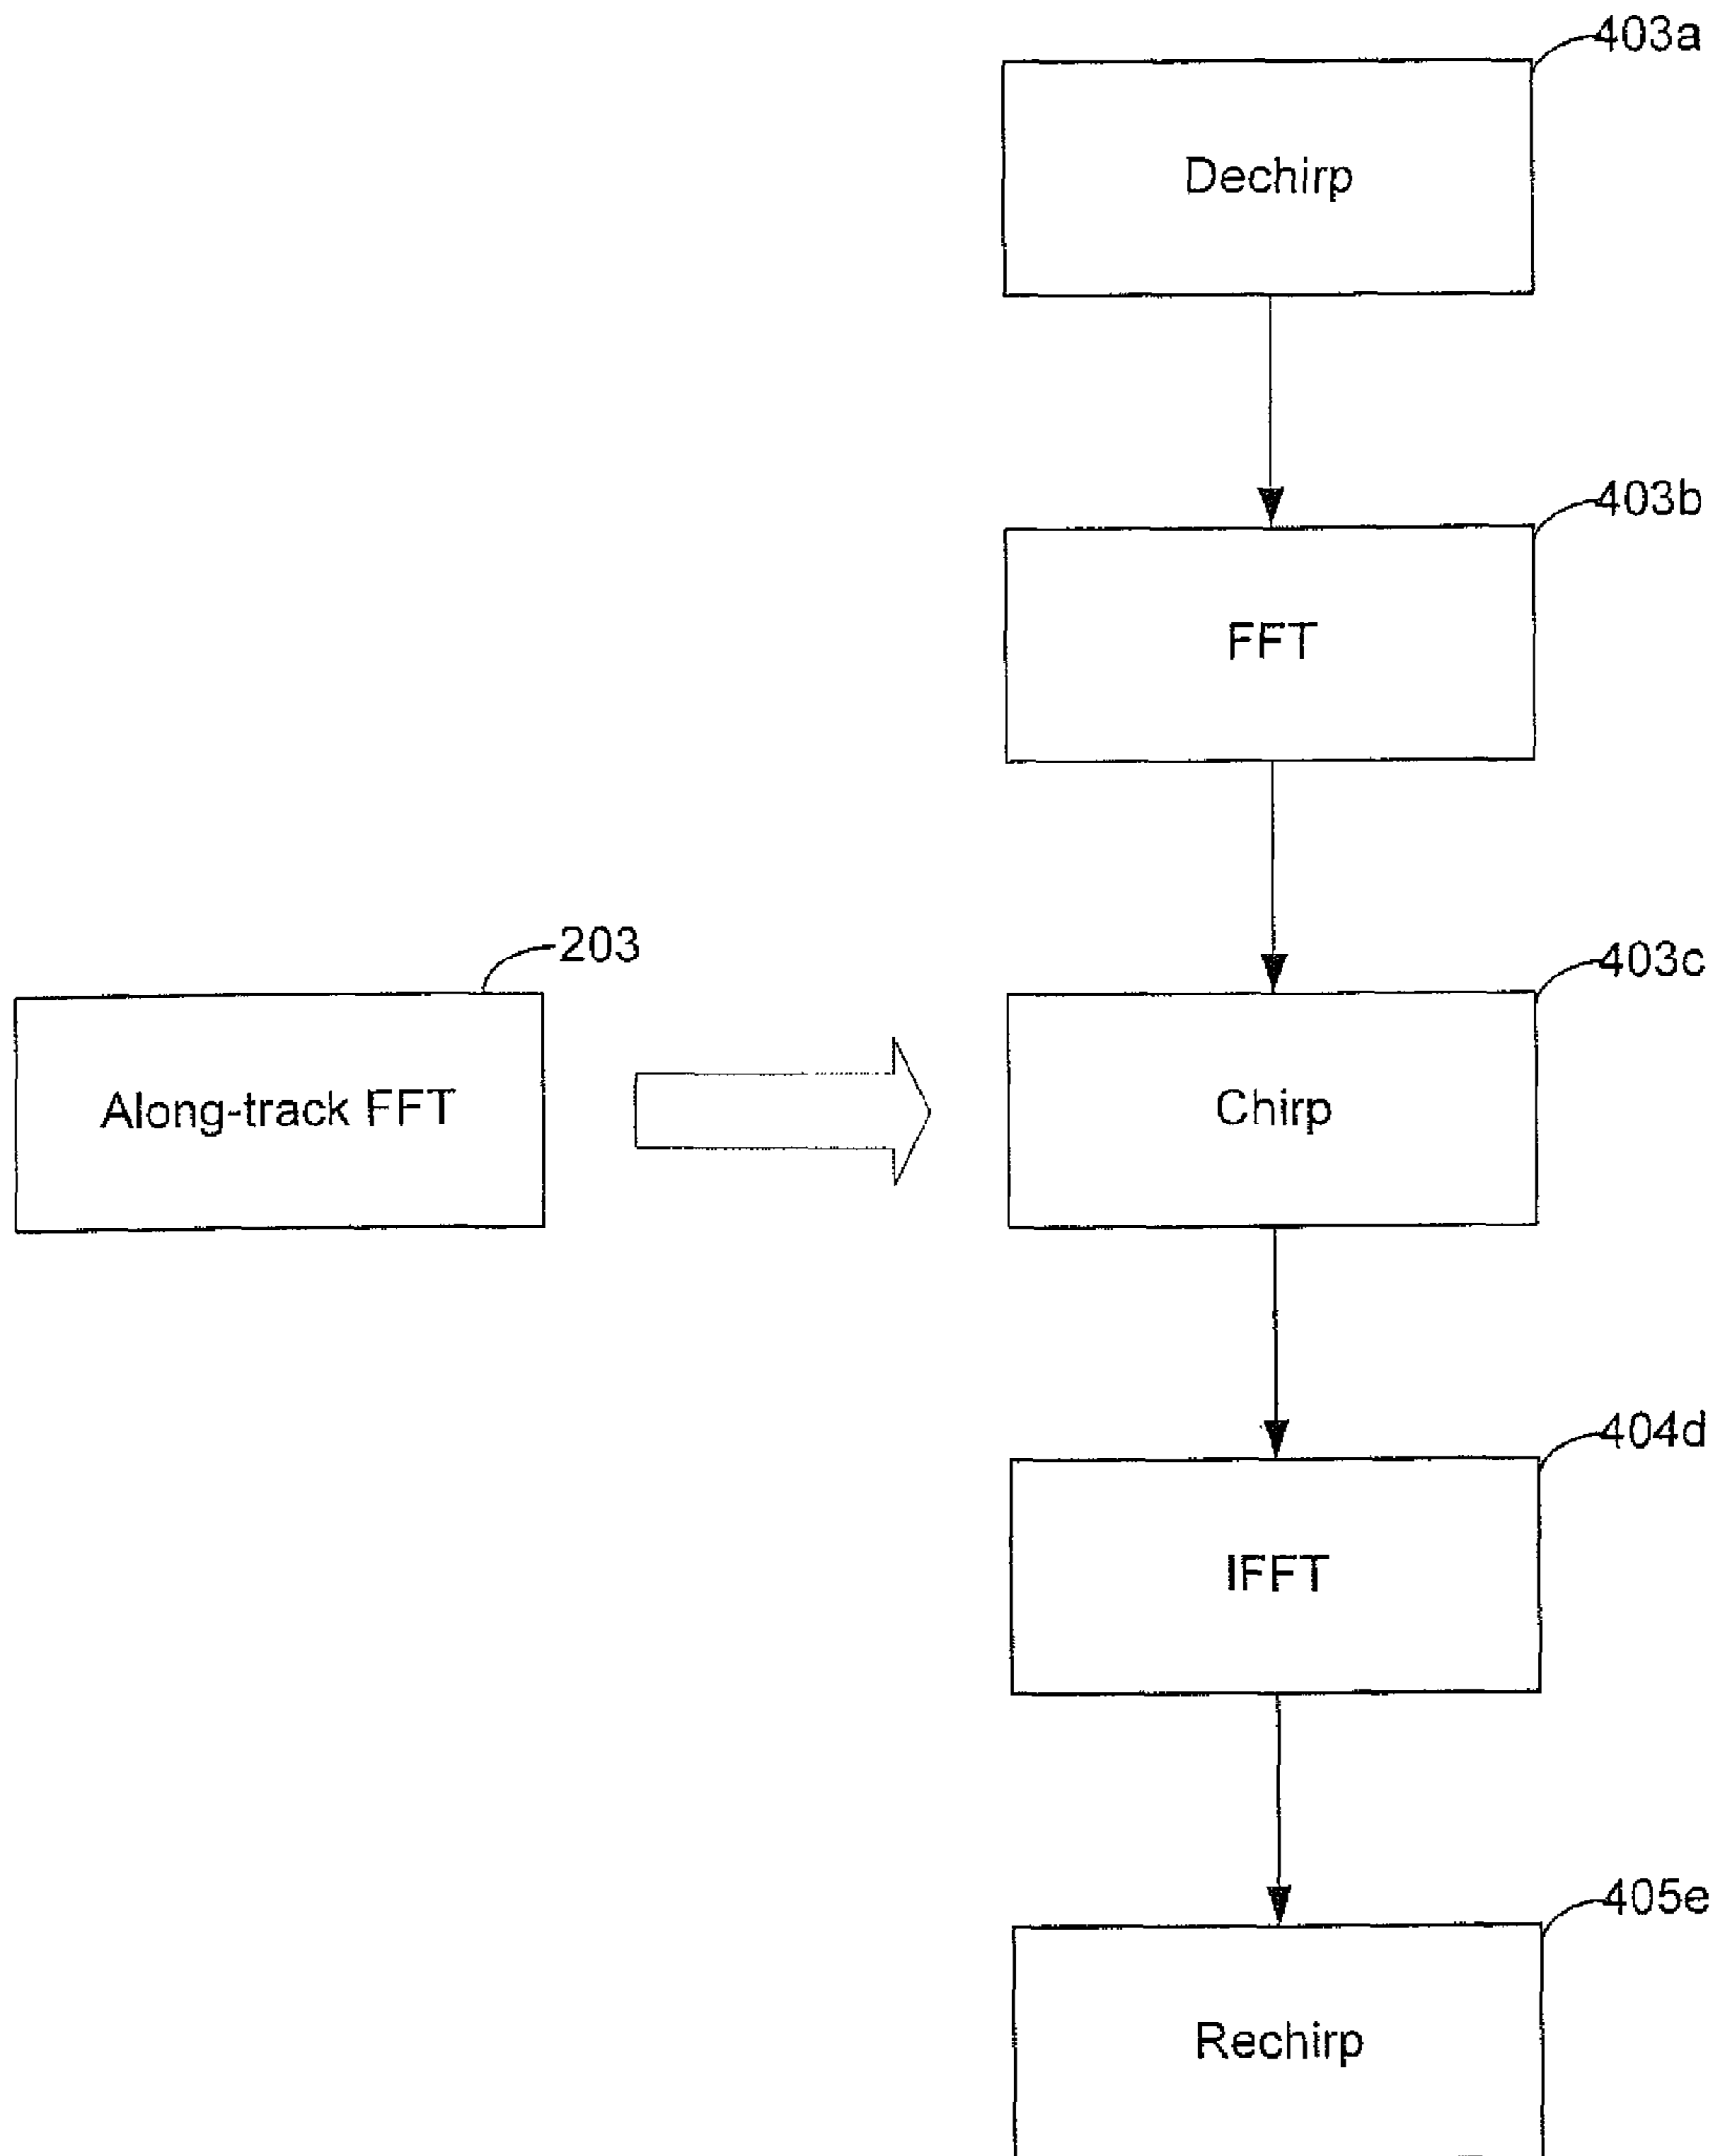 403a
Dechirp
403b
FFT
203
403c
Along-track FFT
Chirp
404d
IFFT
405e
Rechirp